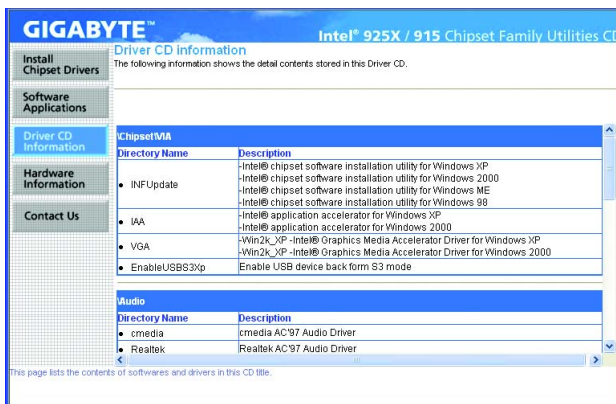 GIGABYTE™
Intel® 925X / 915 Chipset Family Utilities CD
Install
Chipset Drivers
Software
Applications
Driver CD
Information
Hardware
Information
Contact Us
Driver CD information
The following information shows the detail contents stored in this Driver CD.
\Chipset\VIA
Directory Name Description
• INFUpdate
-Intel® chipset software installation utility for Windows XP
-Intel® chipset software installation utility for Windows 2000
-Intel® chipset software installation utility for Windows ME
-Intel® chipset software installation utility for Windows 98
• IAA
-Intel® application accelerator for Windows XP
-Intel® application accelerator for Windows 2000
• VGA
-Win2k_XP -Intel® Graphics Media Accelerator Driver for Windows XP
-Win2k_XP -Intel® Graphics Media Accelerator Driver for Windows 2000
• EnableUSBS3Xp Enable USB device back form S3 mode
\Audio
Directory Name Description
• cmedia cmedia AC'97 Audio Driver
• Realtek Realtek AC'97 Audio Driver
This page lists the contents of softwares and drivers in this CD title.